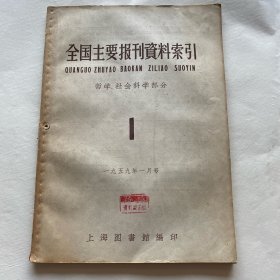 全国主要报刊資料索引
QUANGUO ZHUYAO BAOKAN ZILIAO SUOYIN
哲学、社会科学部分
1
一九五九年一月号
上海图書館編印